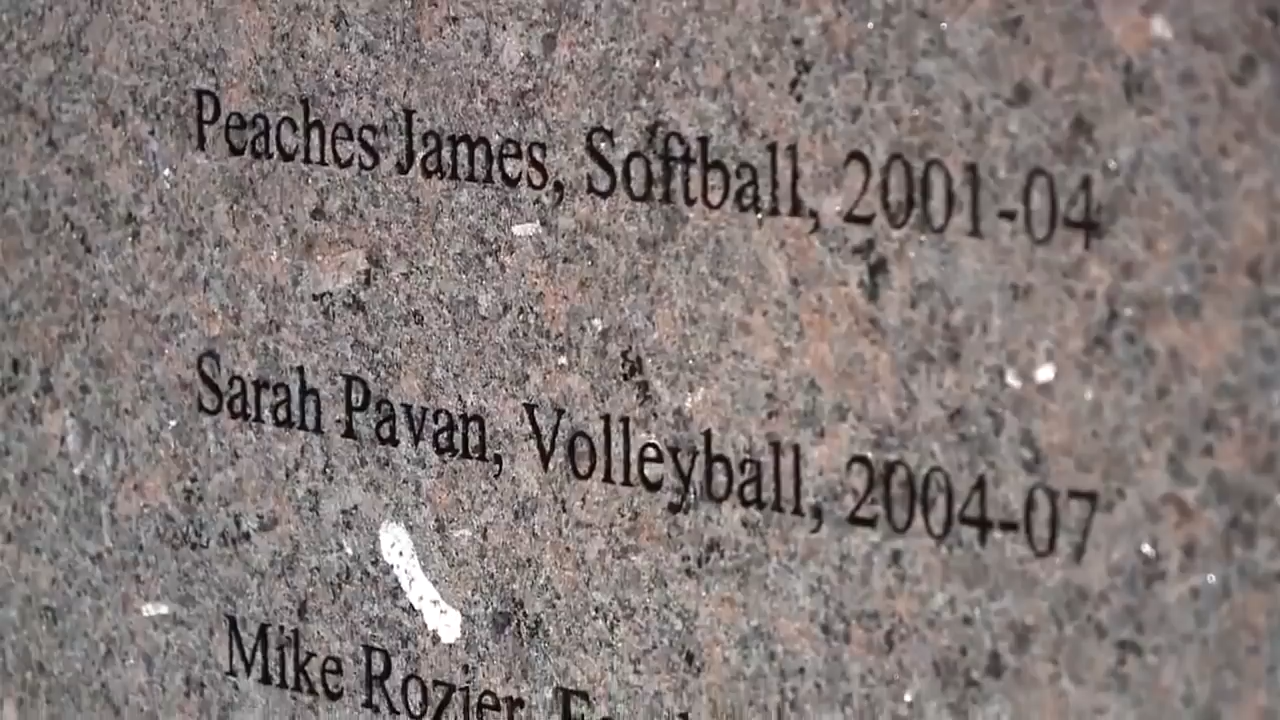 Peaches James, Softball, 2001-04
Sarah Pavan, Volleyball, 2004-07
Mike Rozier,